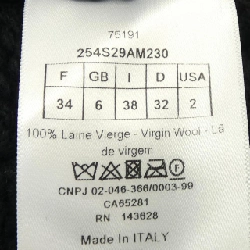 75191
254S29AM230
F GB I D USA
34 6 38 32 2
100% Laine Vierge - Virgin Wool - Lã
de virgem
CNPJ 02-046-366/0003-99
CA65281
RN 143628
Made In ITALY